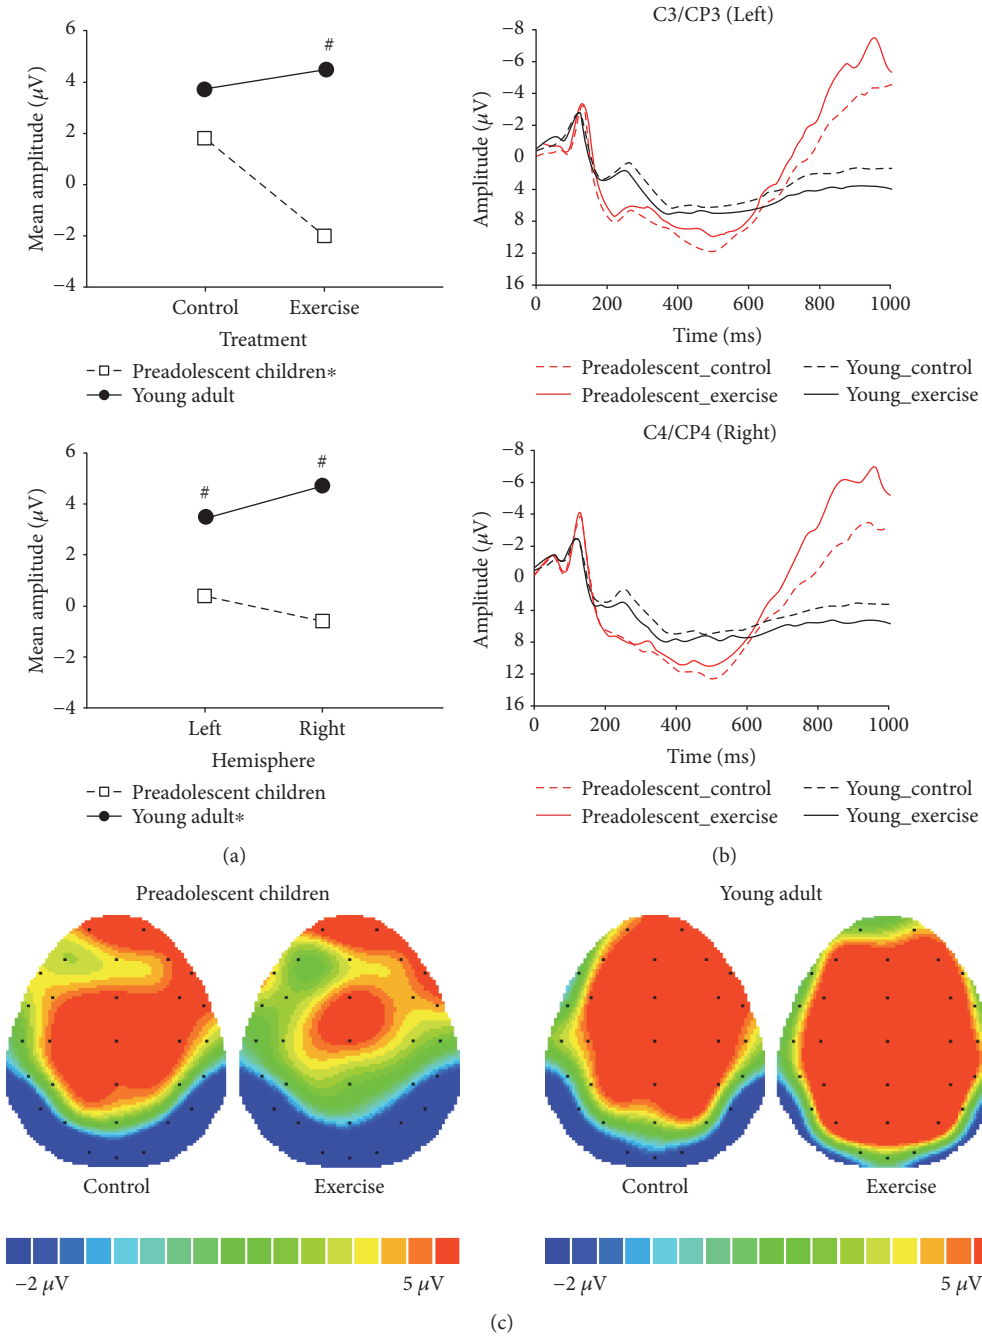 6
4
2
0
−2
−4
Mean amplitude (μV)
#
Control
Exercise
Treatment
Preadolescent children*
Young adult
C3/CP3 (Left)
−8
−6
−4
−2
0
4
8
12
16
Amplitude (μV)
0
200
400
600
800
1000
Time (ms)
Preadolescent_control
Young_control
Preadolescent_exercise
Young_exercise
6
4
2
0
−2
−4
Mean amplitude (μV)
#
#
Left
Right
Hemisphere
Preadolescent children
Young adult*
(a)
C4/CP4 (Right)
−8
−6
−4
−2
0
4
8
12
16
Amplitude (μV)
0
200
400
600
800
1000
Time (ms)
Preadolescent_control
Young_control
Preadolescent_exercise
Young_exercise
(b)
Preadolescent children
Young adult
Control
Exercise
Control
Exercise
−2 μV
5 μV
−2 μV
5 μV
(c)